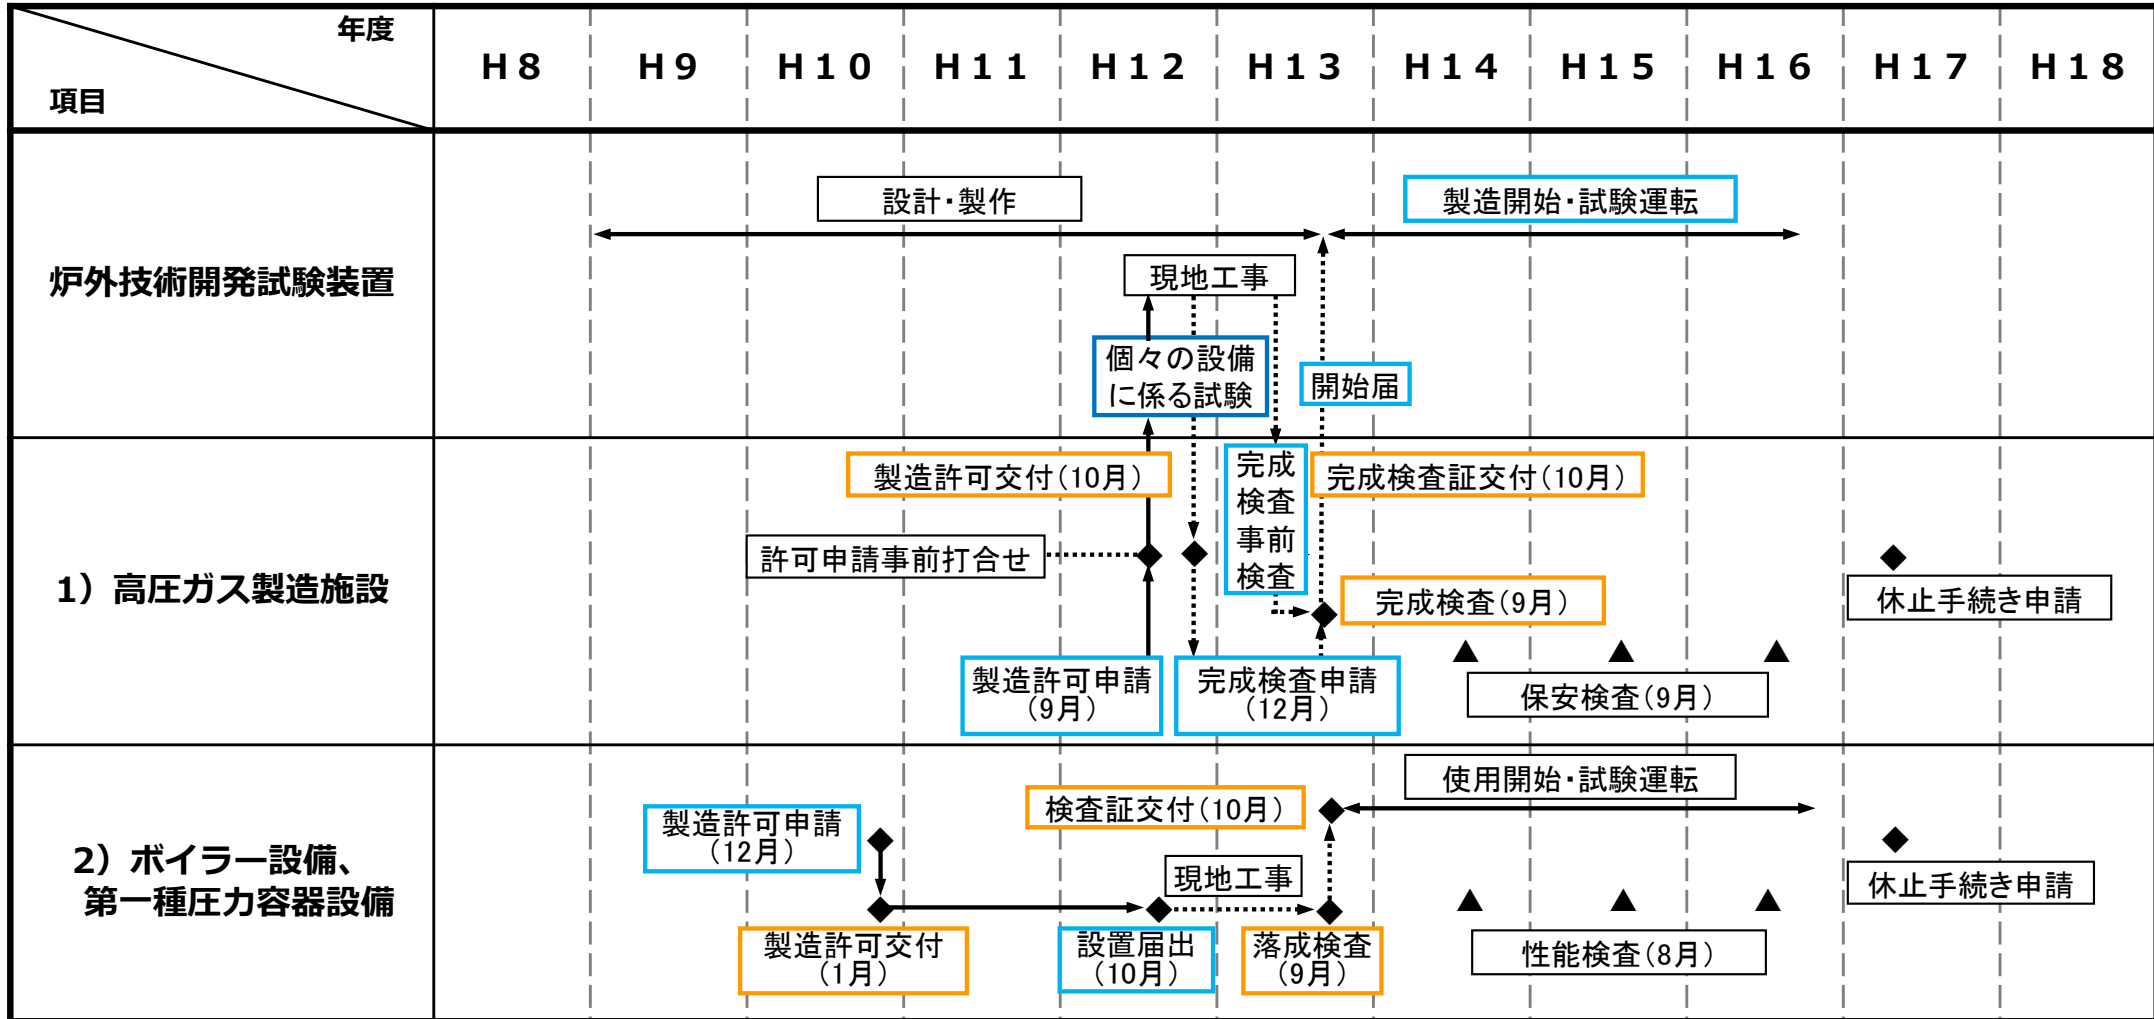 年度
項目
H8 H9 H10 H11 H12 H13 H14 H15 H16 H17 H18
炉外技術開発試験装置
設計・製作
製造開始・試験運転
現地工事
個々の設備
に係る試験
開始届
1）高圧ガス製造施設
製造許可交付(10月)
完成
検査
事前
検査
完成検査証交付(10月)
許可申請事前打合せ
完成検査(9月)
休止手続き申請
製造許可申請
(9月)
完成検査申請
(12月)
保安検査(9月)
2）ボイラー設備、
第一種圧力容器設備
使用開始・試験運転
検査証交付(10月)
製造許可申請
(12月)
現地工事
休止手続き申請
製造許可交付
(1月)
設置届出
(10月)
落成検査
(9月)
性能検査(8月)